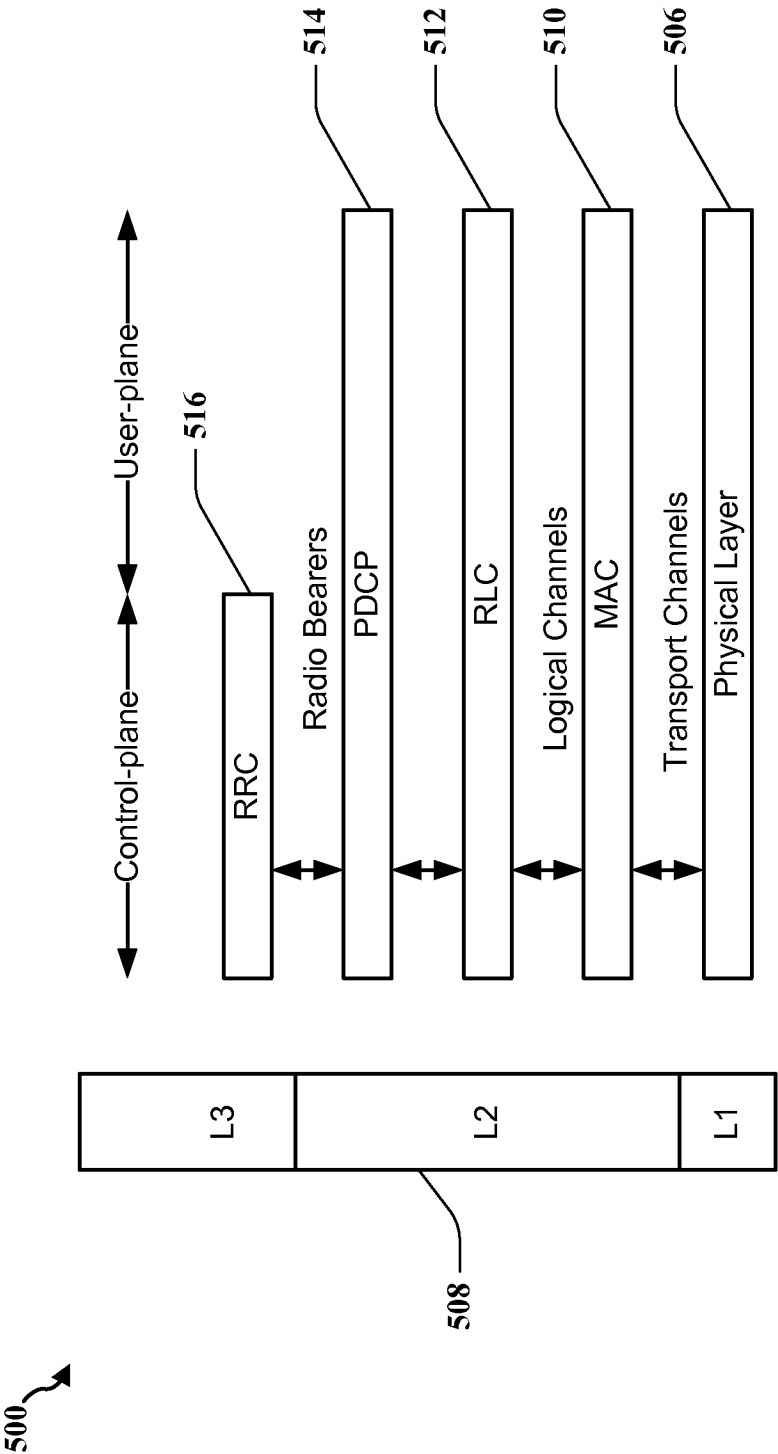 500
Control-plane
User-plane
516
RRC
L3
Radio Bearers
514
PDCP
508
L2
512
RLC
Logical Channels
510
MAC
Transport Channels
506
L1
Physical Layer